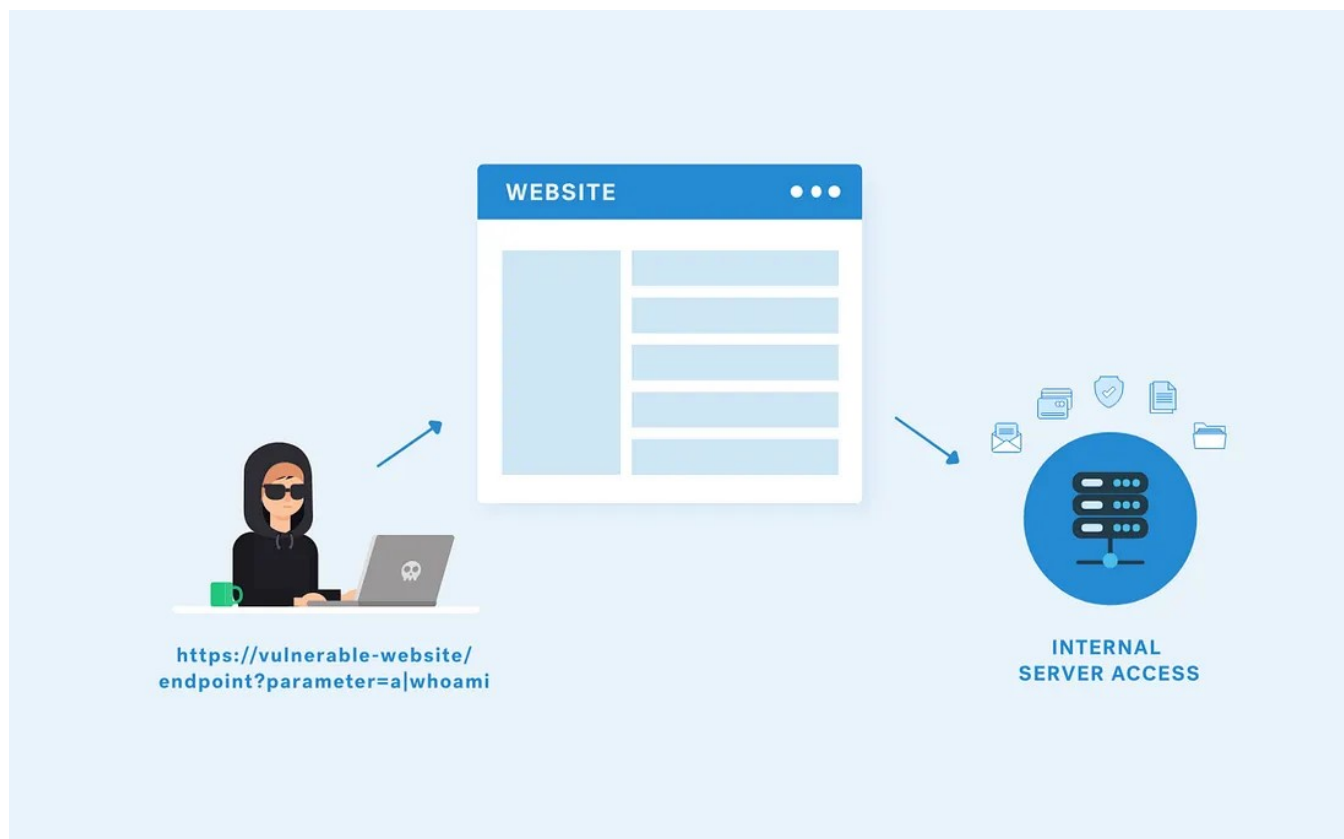 WEBSITE
https://vulnerable-website/
endpoint?parameter=a|whoami
INTERNAL
SERVER ACCESS